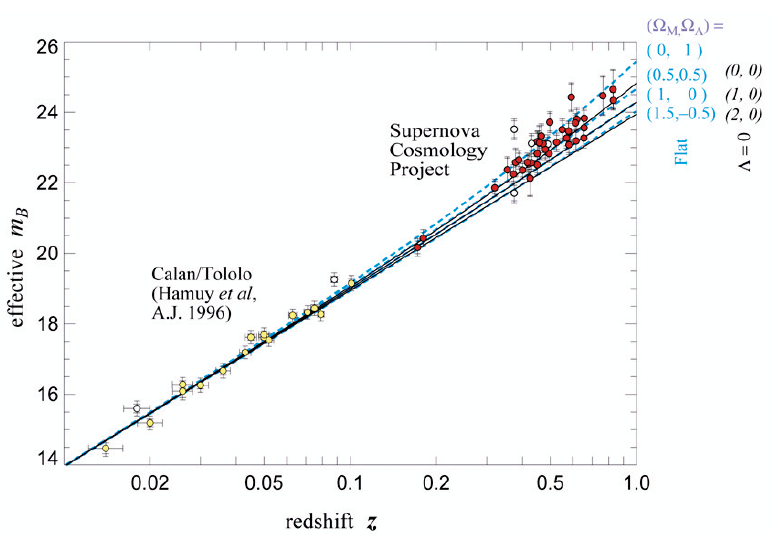 (ΩM,ΩΛ) =
( 0, 1 )
(0.5,0.5) (0, 0)
( 1, 0 ) (1, 0)
(1.5,–0.5) (2, 0)
Flat
Λ = 0
26
24
22
20
18
16
14
effective mB
Supernova
Cosmology
Project
Calan/Tololo
(Hamuy et al,
A.J. 1996)
0.02 0.05 0.1 0.2 0.5 1.0
redshift z